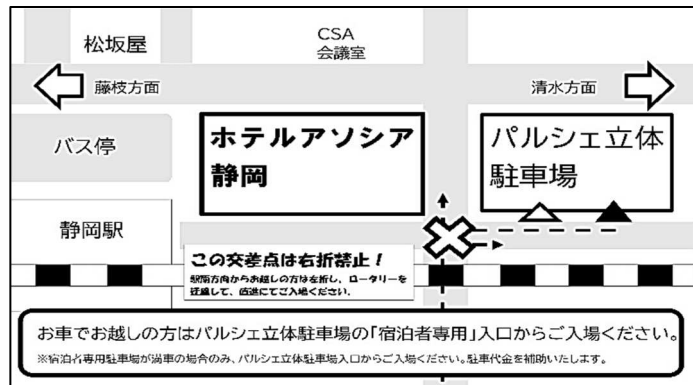 松坂屋
CSA
会議室
藤枝方面
清水方面
バス停
ホテルアソシア
静岡
パルシェ立体
駐車場
静岡駅
この交差点は右折禁止！
駅南方向からお越しの方は左折し、ロータリーを
迂回して、直進にてご入場ください。
お車でお越しの方はパルシェ立体駐車場の「宿泊者専用」入口からご入場ください。
※宿泊者専用駐車場が満車の場合のみ、パルシェ立体駐車場入口からご入場ください。駐車代金を補助いたします。